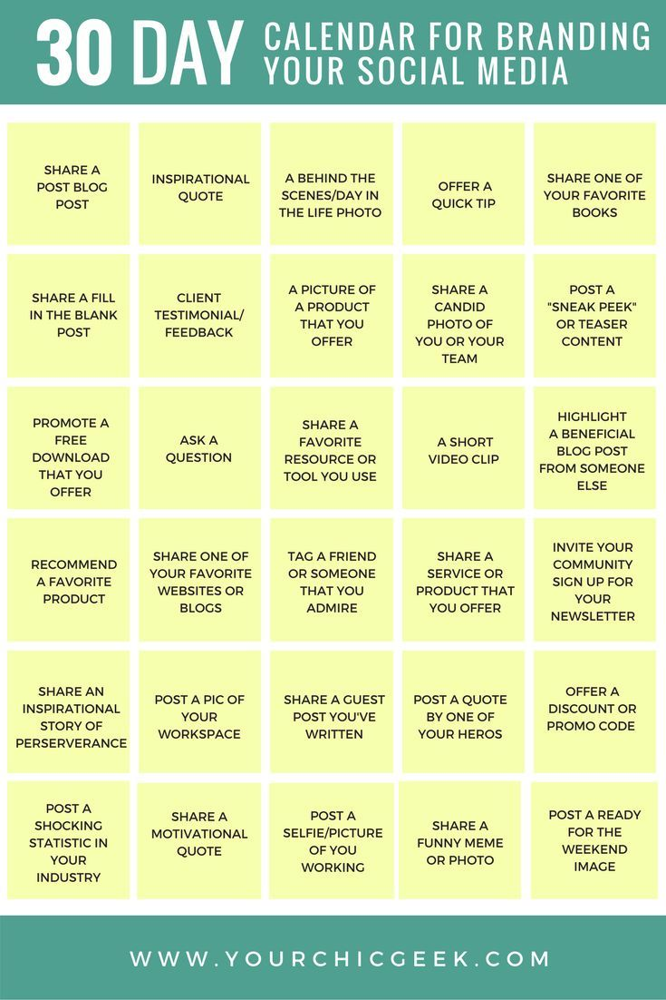 30 DAY CALENDAR FOR BRANDING
YOUR SOCIAL MEDIA
SHARE A
POST BLOG
POST
INSPIRATIONAL
QUOTE
A BEHIND THE
SCENES/DAY IN
THE LIFE PHOTO
OFFER A
QUICK TIP
SHARE ONE OF
YOUR FAVORITE
BOOKS
SHARE A FILL
IN THE BLANK
POST
CLIENT
TESTIMONIAL/
FEEDBACK
A PICTURE OF
A PRODUCT
THAT YOU
OFFER
SHARE A
CANDID
PHOTO OF
YOU OR YOUR
TEAM
POST A
"SNEAK PEEK"
OR TEASER
CONTENT
PROMOTE A
FREE
DOWNLOAD
THAT YOU
OFFER
ASK A
QUESTION
SHARE A
FAVORITE
RESOURCE OR
TOOL YOU USE
A SHORT
VIDEO CLIP
HIGHLIGHT
A BENEFICIAL
BLOG POST
FROM SOMEONE
ELSE
RECOMMEND
A FAVORITE
PRODUCT
SHARE ONE OF
YOUR FAVORITE
WEBSITES OR
BLOGS
TAG A FRIEND
OR SOMEONE
THAT YOU
ADMIRE
SHARE A
SERVICE OR
PRODUCT THAT
YOU OFFER
INVITE YOUR
COMMUNITY
SIGN UP FOR
YOUR
NEWSLETTER
SHARE AN
INSPIRATIONAL
STORY OF
PERSERVERANCE
POST A PIC OF
YOUR
WORKSPACE
SHARE A GUEST
POST YOU'VE
WRITTEN
POST A QUOTE
BY ONE OF
YOUR HEROS
OFFER A
DISCOUNT OR
PROMO CODE
POST A
SHOCKING
STATISTIC IN
YOUR
INDUSTRY
SHARE A
MOTIVATIONAL
QUOTE
POST A
SELFIE/PICTURE
OF YOU
WORKING
SHARE A
FUNNY MEME
OR PHOTO
POST A READY
FOR THE
WEEKEND
IMAGE
WWW.YOURCHICGEEK.COM